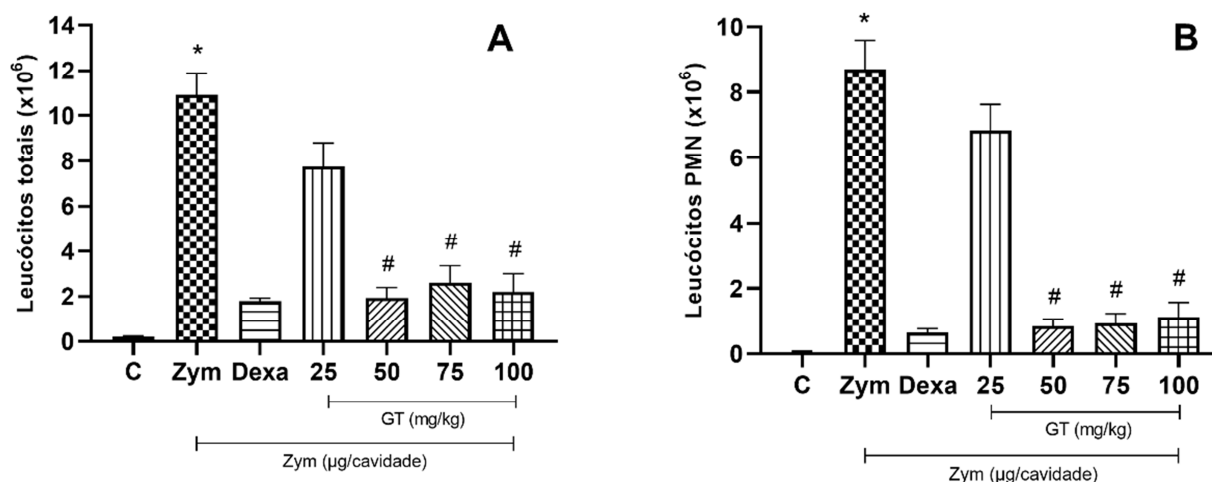 A
Leucócitos totais (x10⁶)
14
12
10
8
6
4
2
0
*
#
#
#
C Zym Dexa 25 50 75 100
GT (mg/kg)
Zym (µg/cavidade)
B
Leucócitos PMN (x10⁶)
10
8
6
4
2
0
*
#
#
#
C Zym Dexa 25 50 75 100
GT (mg/kg)
Zym (µg/cavidade)